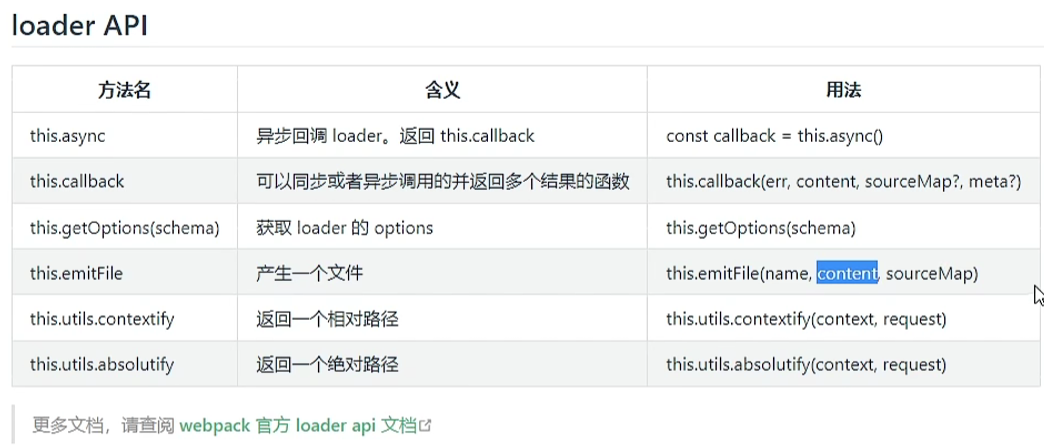 loader API
方法名 含义 用法
this.async 异步回调 loader。返回 this.callback const callback = this.async()
this.callback 可以同步或者异步调用的并返回多个结果的函数 this.callback(err, content, sourceMap?, meta?)
this.getOptions(schema) 获取 loader 的 options this.getOptions(schema)
this.emitFile 产生一个文件 this.emitFile(name, content, sourceMap)
this.utils.contextify 返回一个相对路径 this.utils.contextify(context, request)
this.utils.absolutify 返回一个绝对路径 this.utils.absolutify(context, request)
更多文档，请查阅 webpack 官方 loader api 文档